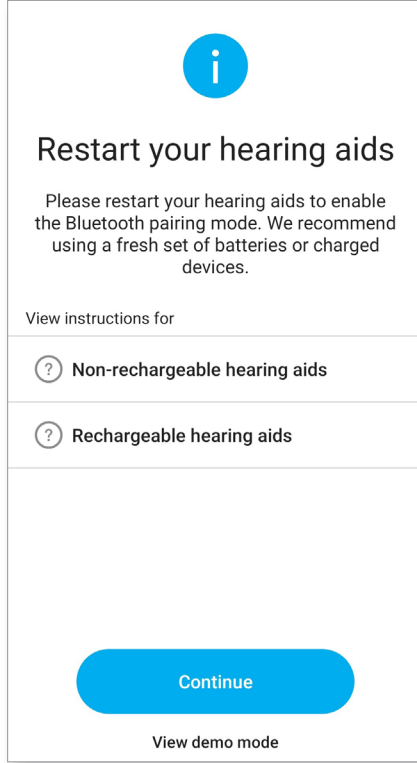 i
Restart your hearing aids
Please restart your hearing aids to enable
the Bluetooth pairing mode. We recommend
using a fresh set of batteries or charged
devices.
View instructions for
? Non-rechargeable hearing aids
? Rechargeable hearing aids
Continue
View demo mode